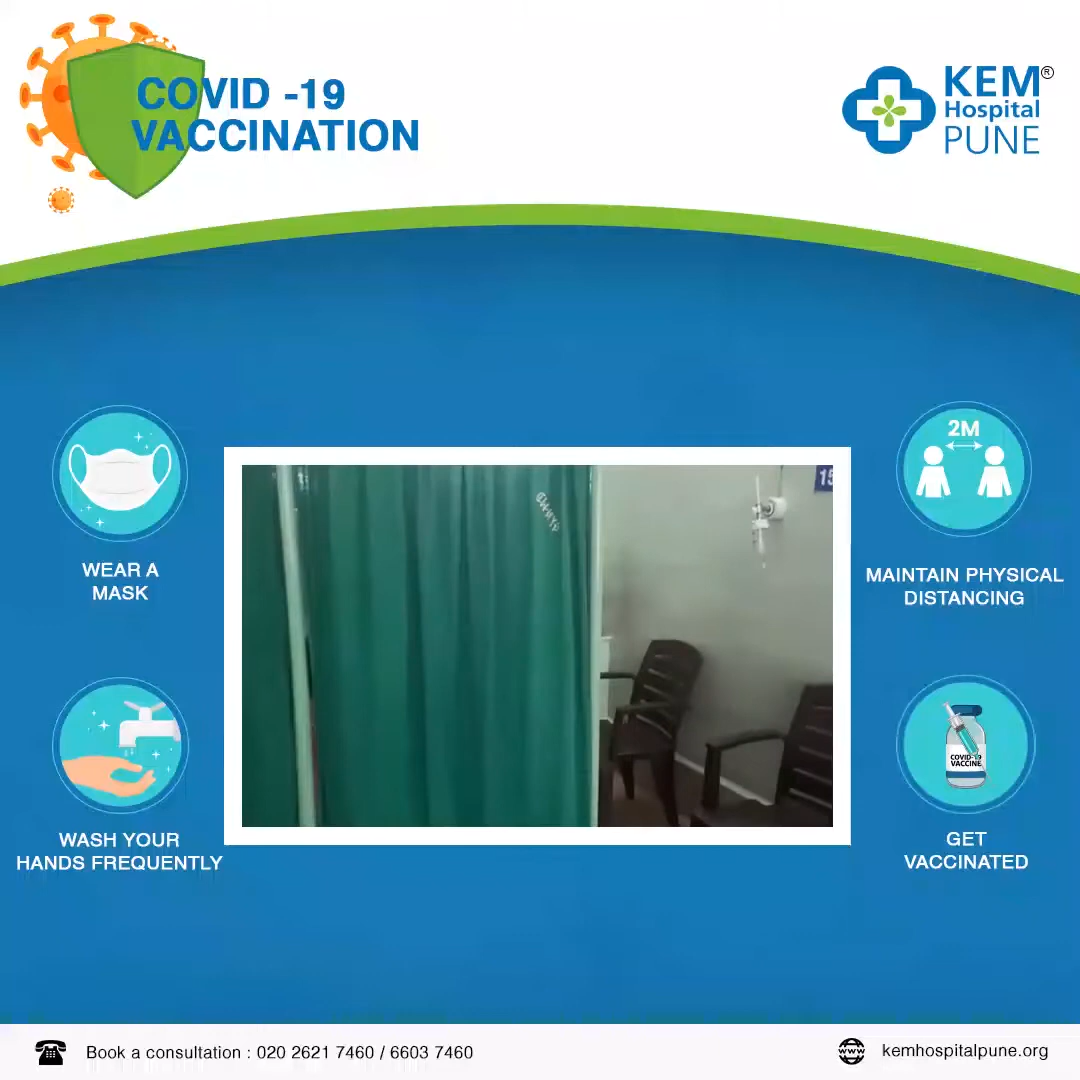 COVID -19
VACCINATION
KEM®
Hospital
PUNE
2M
WEAR A
MASK
MAINTAIN PHYSICAL
DISTANCING
15
COVID-19
VACCINE
WASH YOUR
HANDS FREQUENTLY
GET
VACCINATED
Book a consultation : 020 2621 7460 / 6603 7460
kemhospitalpune.org